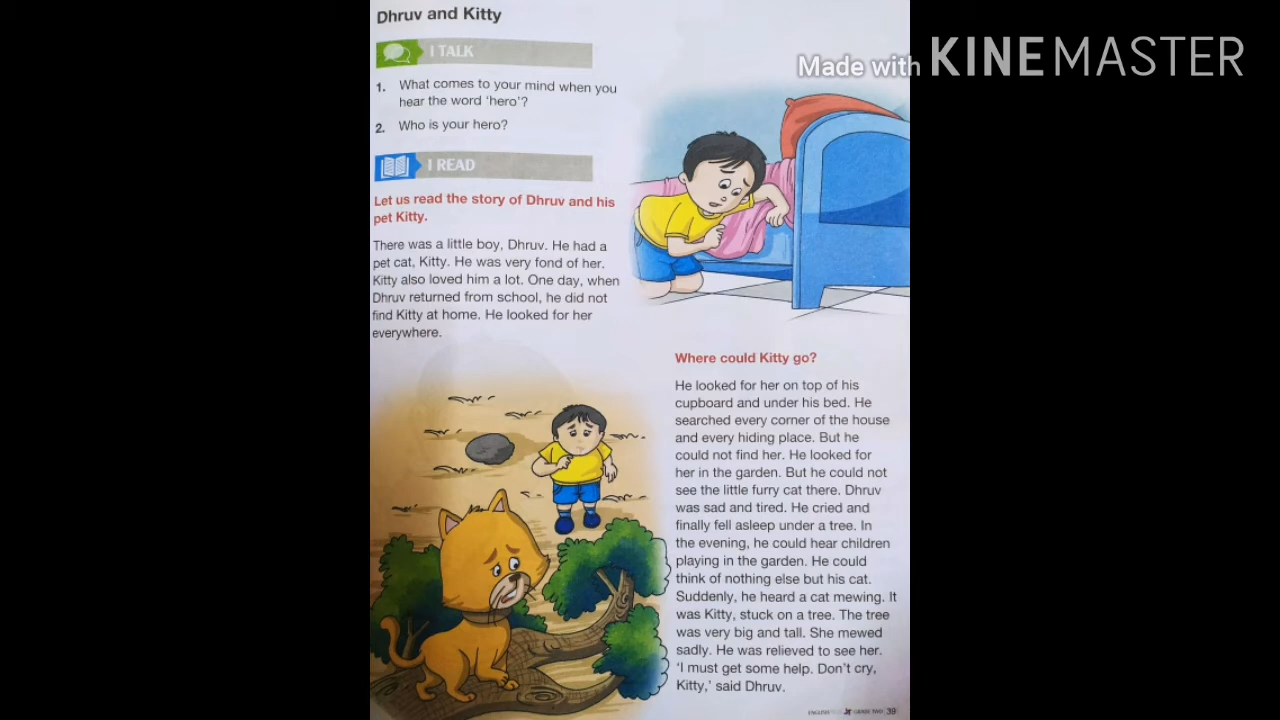 Dhruv and Kitty
I TALK
1. What comes to your mind when you
hear the word ‘hero’?
2. Who is your hero?
I READ
Let us read the story of Dhruv and his
pet Kitty.
There was a little boy, Dhruv. He had a
pet cat, Kitty. He was very fond of her.
Kitty also loved him a lot. One day, when
Dhruv returned from school, he did not
find Kitty at home. He looked for her
everywhere.
Made with KINEMASTER
Where could Kitty go?
He looked for her on top of his
cupboard and under his bed. He
searched every corner of the house
and every hiding place. But he
could not find her. He looked for
her in the garden. But he could not
see the little furry cat there. Dhruv
was sad and tired. He cried and
finally fell asleep under a tree. In
the evening, he could hear children
playing in the garden. He could
think of nothing else but his cat.
Suddenly, he heard a cat mewing. It
was Kitty, stuck on a tree. The tree
was very big and tall. She mewed
sadly. He was relieved to see her.
‘I must get some help. Don’t cry,
Kitty,’ said Dhruv.
ENGLISH GRADE TWO 39